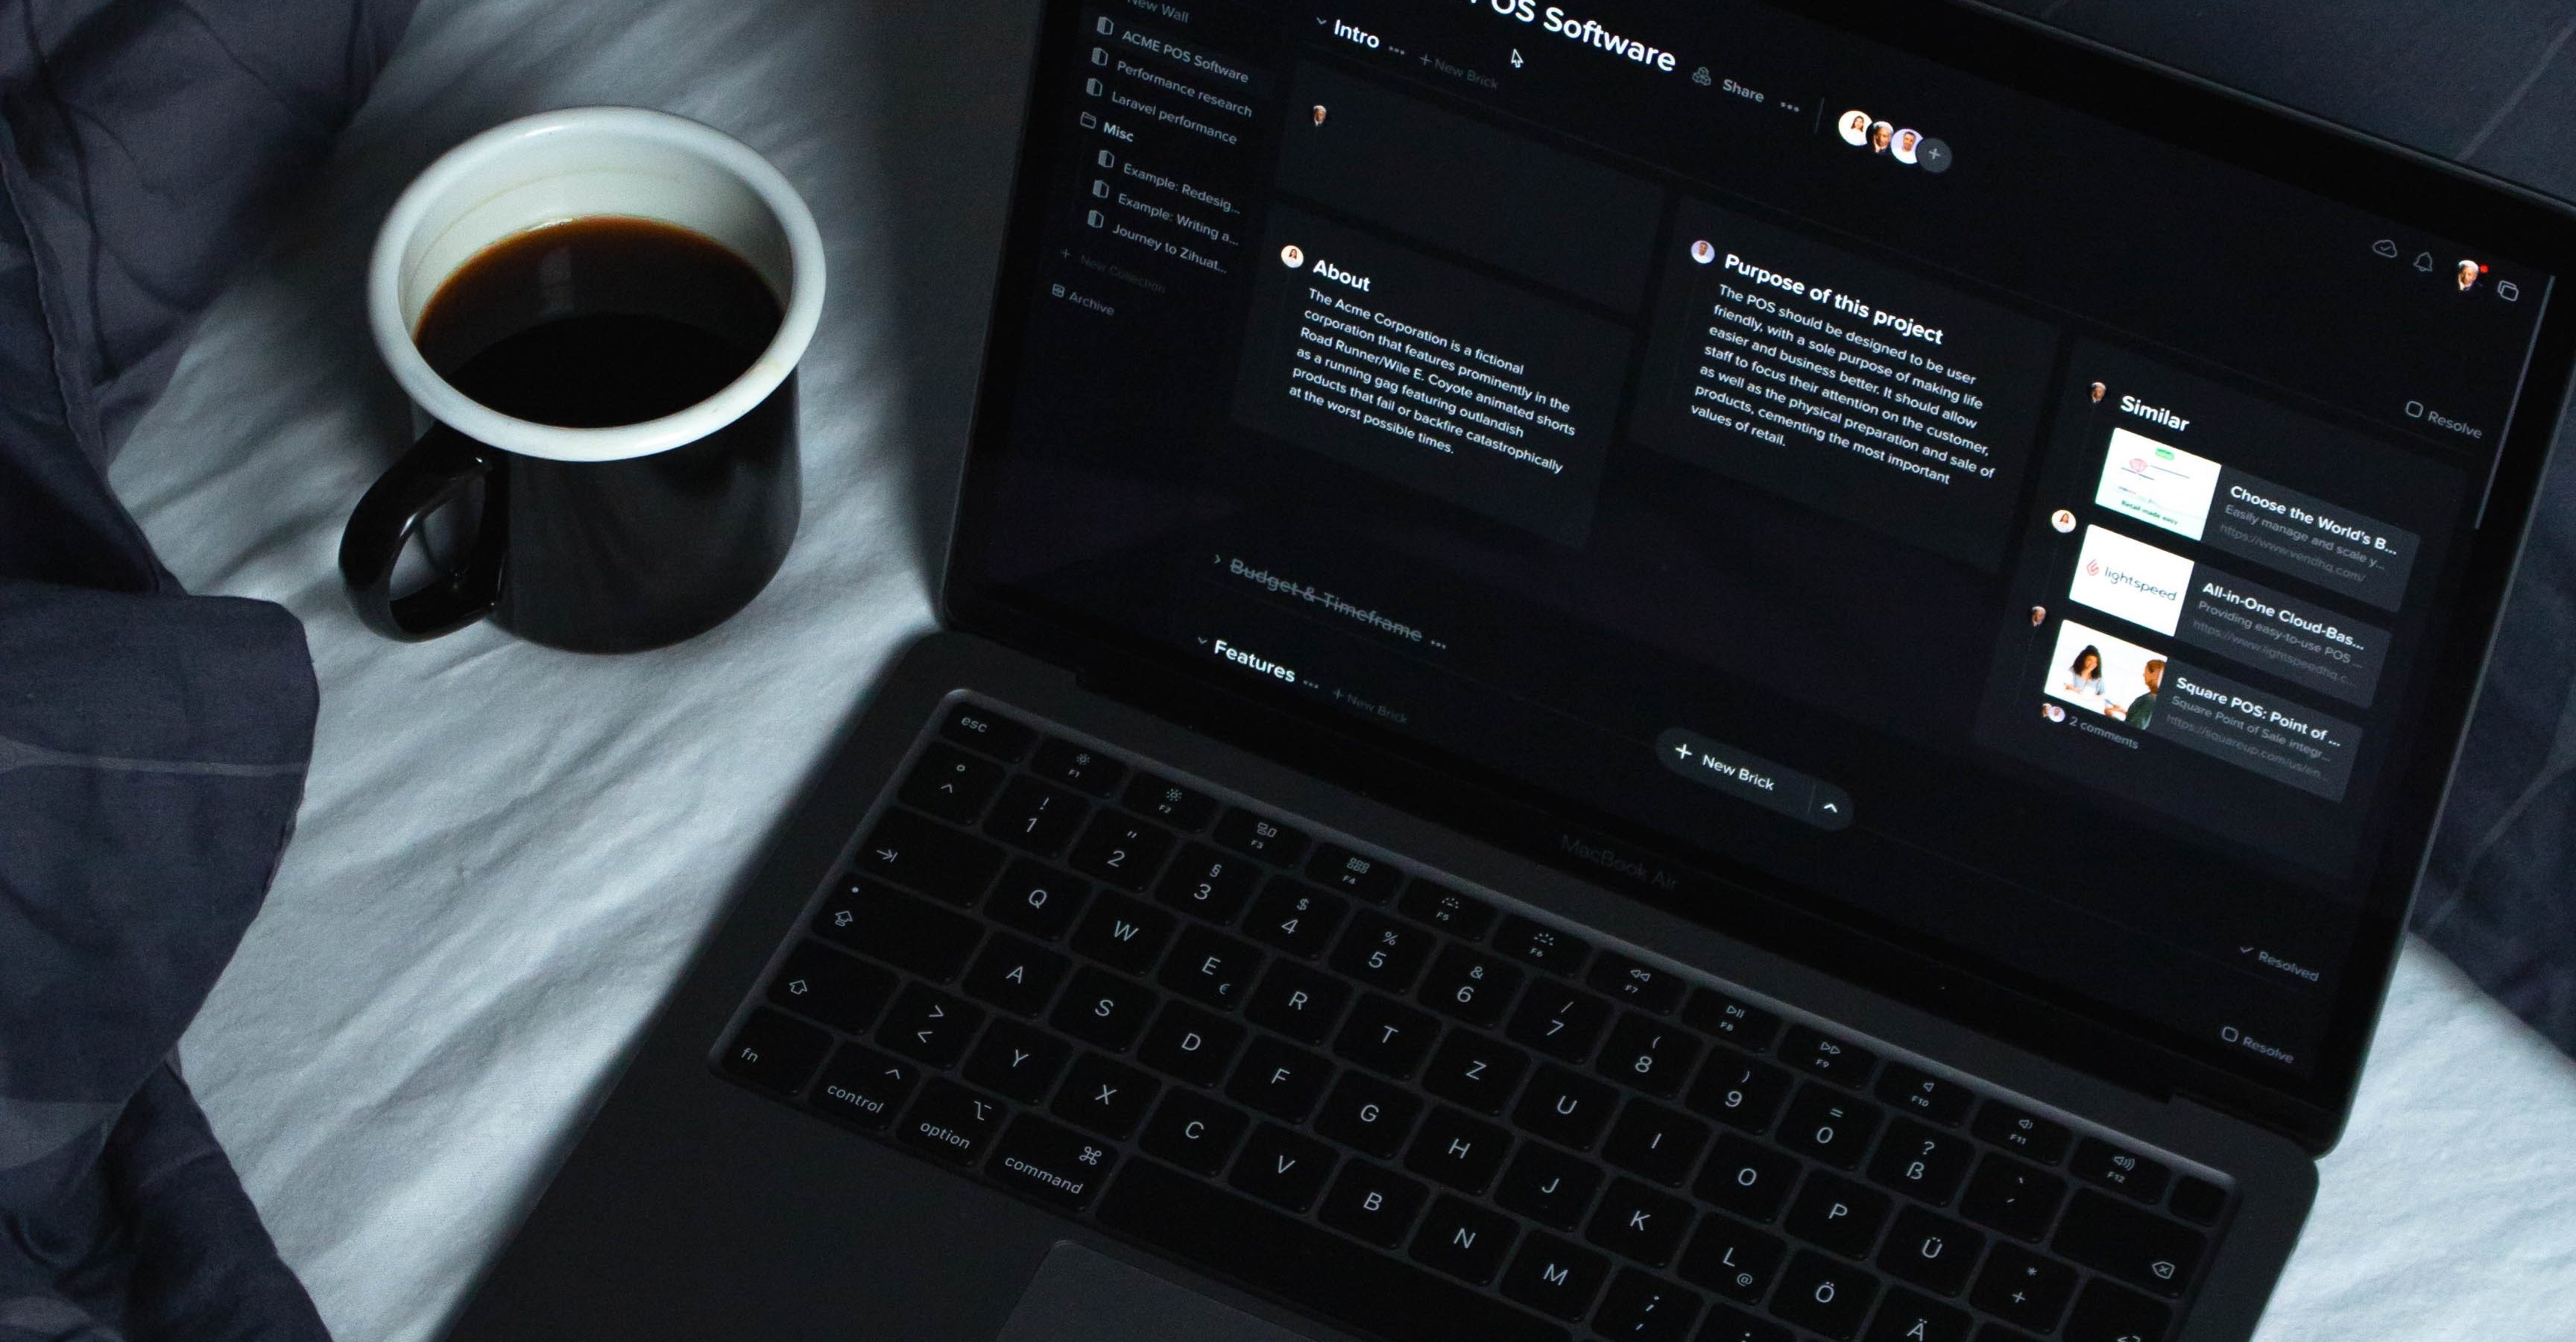 New Wall
ACME POS Software
Performance research
Laravel performance
Misc
Example: Redesig...
Example: Writing a...
Journey to Zihuat...
+ New Collection
Archive
POS Software
Share
Intro ... + New Brick
About
The Acme Corporation is a fictional
corporation that features prominently in the
Road Runner/Wile E. Coyote animated shorts
as a running gag featuring outlandish
products that fail or backfire catastrophically
at the worst possible times.
Purpose of this project
The POS should be designed to be user
friendly, with a sole purpose of making life
easier and business better. It should allow
staff to focus their attention on the customer,
as well as the physical preparation and sale of
products, cementing the most important
values of retail.
Resolve
Similar
Retail made easy
Choose the World's B...
Easily manage and scale y...
https://www.vendhq.com/
lightspeed
All-in-One Cloud-Bas...
Providing easy-to-use POS ...
https://www.lightspeedhq.c...
Square POS: Point of ...
Square Point of Sale integr...
https://squareup.com/us/en...
2 comments
Budget & Timeframe ...
Resolved
Features ... + New Brick
Resolve
+ New Brick
MacBook Air
esc F1 F2 F3 F4 F5 F6 F7 F8 F9 F10 F11 F12
° ! " § $ % & / ( ) = ? `
^ 1 2 3 4 5 6 7 8 9 0 ß ´
Q W E € R T Z U I O P Ü * +
A S D F G H J K L @ Ö Ä
> < Y X C V B N M ; :
fn control option command